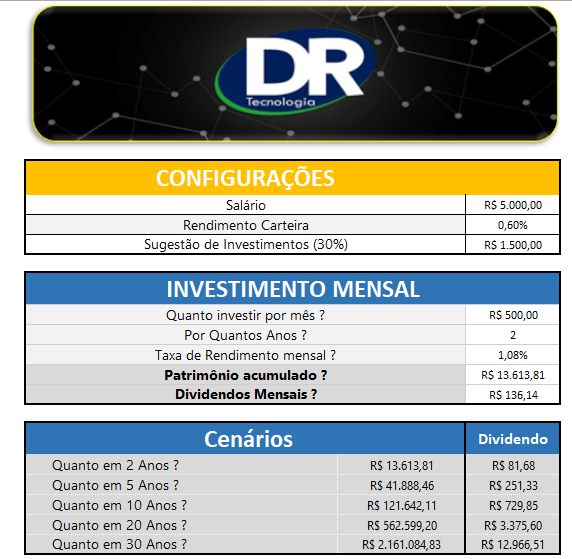 DR
Tecnologia
CONFIGURAÇÕES
Salário R$ 5.000,00
Rendimento Carteira 0,60%
Sugestão de Investimentos (30%) R$ 1.500,00
INVESTIMENTO MENSAL
Quanto investir por mês ? R$ 500,00
Por Quantos Anos ? 2
Taxa de Rendimento mensal ? 1,08%
Patrimônio acumulado ? R$ 13.613,81
Dividendos Mensais ? R$ 136,14
Cenários Dividendo
Quanto em 2 Anos ? R$ 13.613,81 R$ 81,68
Quanto em 5 Anos ? R$ 41.888,46 R$ 251,33
Quanto em 10 Anos ? R$ 121.642,11 R$ 729,85
Quanto em 20 Anos ? R$ 562.599,20 R$ 3.375,60
Quanto em 30 Anos ? R$ 2.161.084,83 R$ 12.966,51